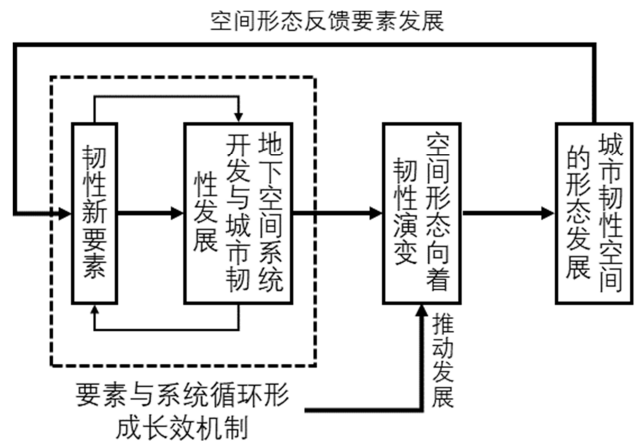 空间形态反馈要素发展
韧性新要素
地下空间系统
开发与城市韧
性发展
空间形态向着
韧性演变
城市韧性空间
的形态发展
推动发展
要素与系统循环形
成长效机制